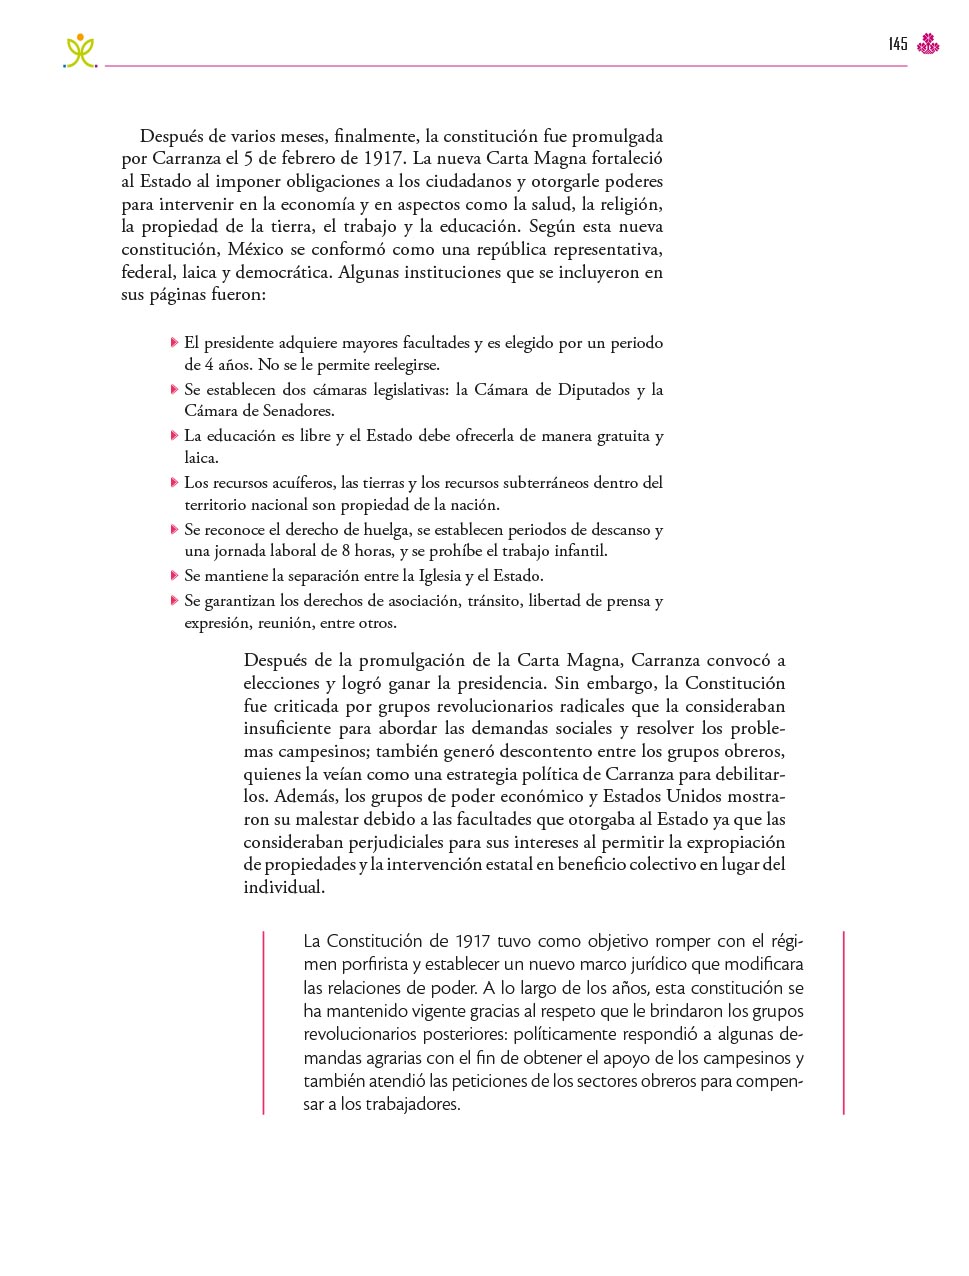 145
Después de varios meses, finalmente, la constitución fue promulgada
por Carranza el 5 de febrero de 1917. La nueva Carta Magna fortaleció
al Estado al imponer obligaciones a los ciudadanos y otorgarle poderes
para intervenir en la economía y en aspectos como la salud, la religión,
la propiedad de la tierra, el trabajo y la educación. Según esta nueva
constitución, México se conformó como una república representativa,
federal, laica y democrática. Algunas instituciones que se incluyeron en
sus páginas fueron:
El presidente adquiere mayores facultades y es elegido por un periodo
de 4 años. No se le permite reelegirse.
Se establecen dos cámaras legislativas: la Cámara de Diputados y la
Cámara de Senadores.
La educación es libre y el Estado debe ofrecerla de manera gratuita y
laica.
Los recursos acuíferos, las tierras y los recursos subterráneos dentro del
territorio nacional son propiedad de la nación.
Se reconoce el derecho de huelga, se establecen periodos de descanso y
una jornada laboral de 8 horas, y se prohíbe el trabajo infantil.
Se mantiene la separación entre la Iglesia y el Estado.
Se garantizan los derechos de asociación, tránsito, libertad de prensa y
expresión, reunión, entre otros.
Después de la promulgación de la Carta Magna, Carranza convocó a
elecciones y logró ganar la presidencia. Sin embargo, la Constitución
fue criticada por grupos revolucionarios radicales que la consideraban
insuficiente para abordar las demandas sociales y resolver los proble-
mas campesinos; también generó descontento entre los grupos obreros,
quienes la veían como una estrategia política de Carranza para debilitar-
los. Además, los grupos de poder económico y Estados Unidos mostra-
ron su malestar debido a las facultades que otorgaba al Estado ya que las
consideraban perjudiciales para sus intereses al permitir la expropiación
de propiedades y la intervención estatal en beneficio colectivo en lugar del
individual.
La Constitución de 1917 tuvo como objetivo romper con el régi-
men porfirista y establecer un nuevo marco jurídico que modificara
las relaciones de poder. A lo largo de los años, esta constitución se
ha mantenido vigente gracias al respeto que le brindaron los grupos
revolucionarios posteriores: políticamente respondió a algunas de-
mandas agrarias con el fin de obtener el apoyo de los campesinos y
también atendió las peticiones de los sectores obreros para compen-
sar a los trabajadores.